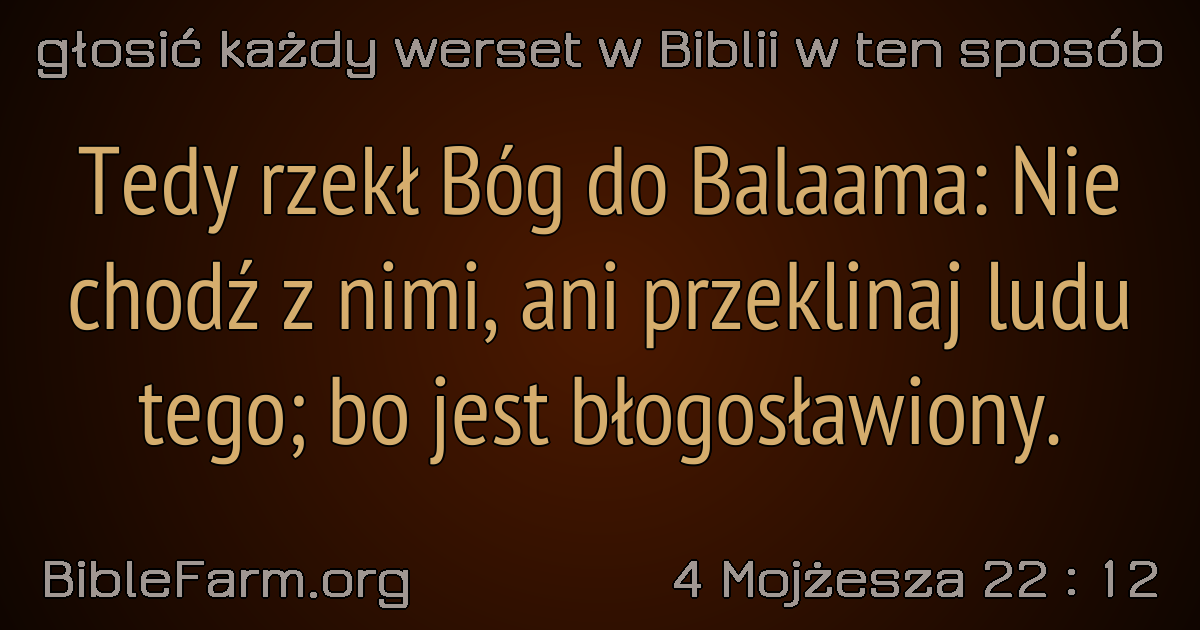 głosić każdy werset w Biblii w ten sposób
Tedy rzekł Bóg do Balaama: Nie
chodź z nimi, ani przeklinaj ludu
tego; bo jest błogosławiony.
BibleFarm.org
4 Mojżesza 22 : 12